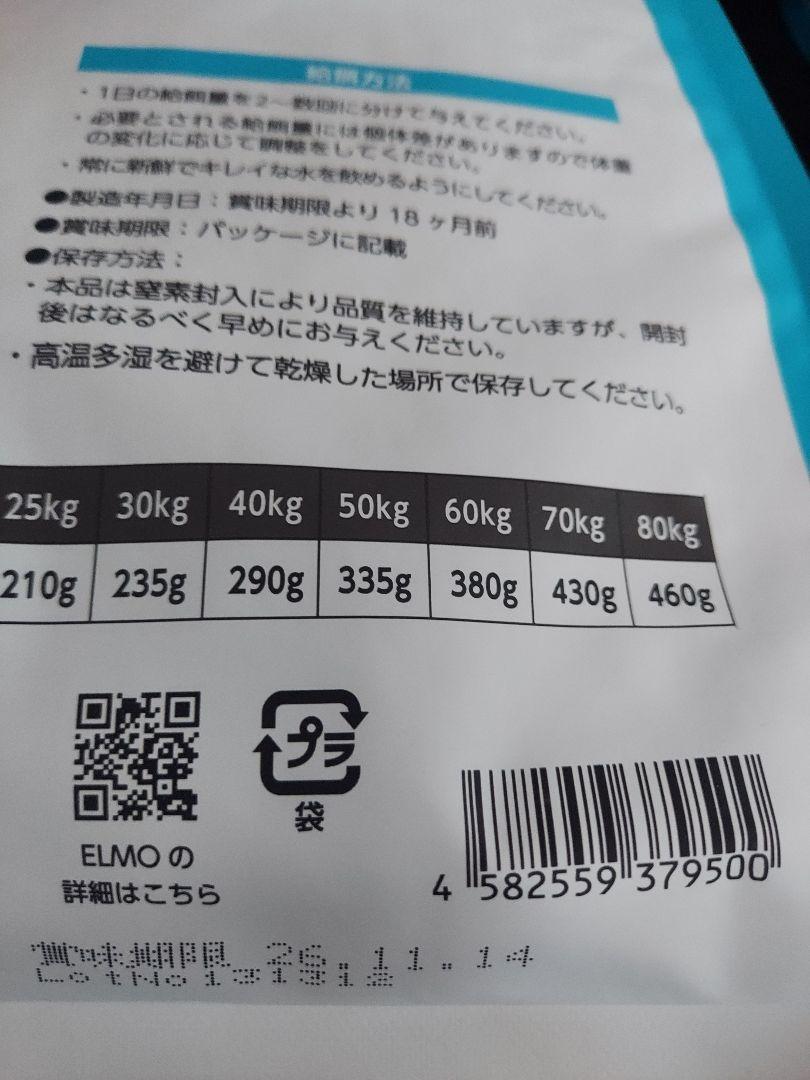 給餌方法
・1日の給餌量を2〜数回に分けて与えてください。
・必要とされる給餌量には個体差がありますので体重
の変化に応じて調整をしてください。
・常に新鮮でキレイな水を飲めるようにしてください。
●製造年月日：賞味期限より18ヶ月前
●賞味期限：パッケージに記載
●保存方法：
・本品は窒素封入により品質を維持していますが、開封
後はなるべく早めにお与えください。
・高温多湿を避けて乾燥した場所で保存してください。
25kg 30kg 40kg 50kg 60kg 70kg 80kg
210g 235g 290g 335g 380g 430g 460g
プラ
袋
ELMOの
詳細はこちら
4 582559 379500
賞味期限 26.11.14
LotNo